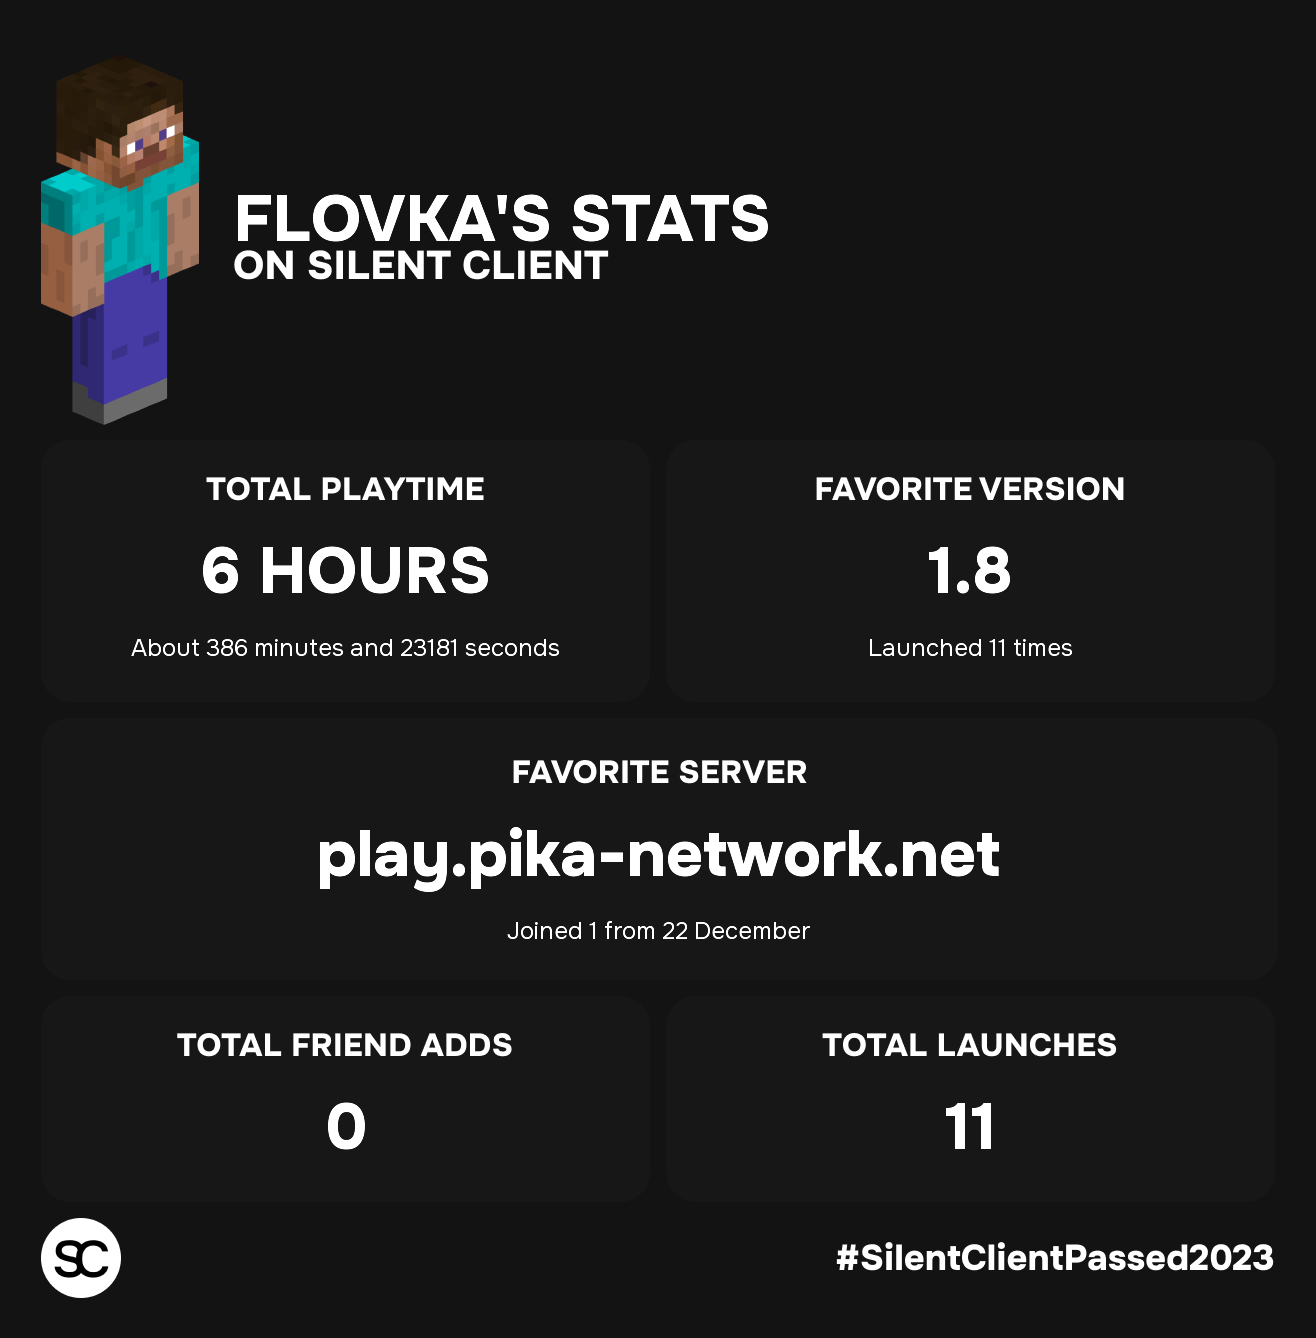 FLOVKA'S STATS
ON SILENT CLIENT
TOTAL PLAYTIME
6 HOURS
About 386 minutes and 23181 seconds
FAVORITE VERSION
1.8
Launched 11 times
FAVORITE SERVER
play.pika-network.net
Joined 1 from 22 December
TOTAL FRIEND ADDS
0
TOTAL LAUNCHES
11
SC
#SilentClientPassed2023